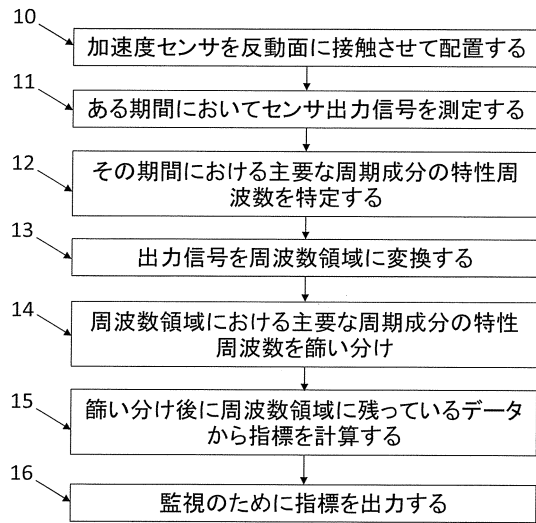 10
加速度センサを反動面に接触させて配置する
11
ある期間においてセンサ出力信号を測定する
12
その期間における主要な周期成分の特性周
波数を特定する
13
出力信号を周波数領域に変換する
14
周波数領域における主要な周期成分の特性
周波数を篩い分け
15
篩い分け後に周波数領域に残っているデータ
から指標を計算する
16
監視のために指標を出力する